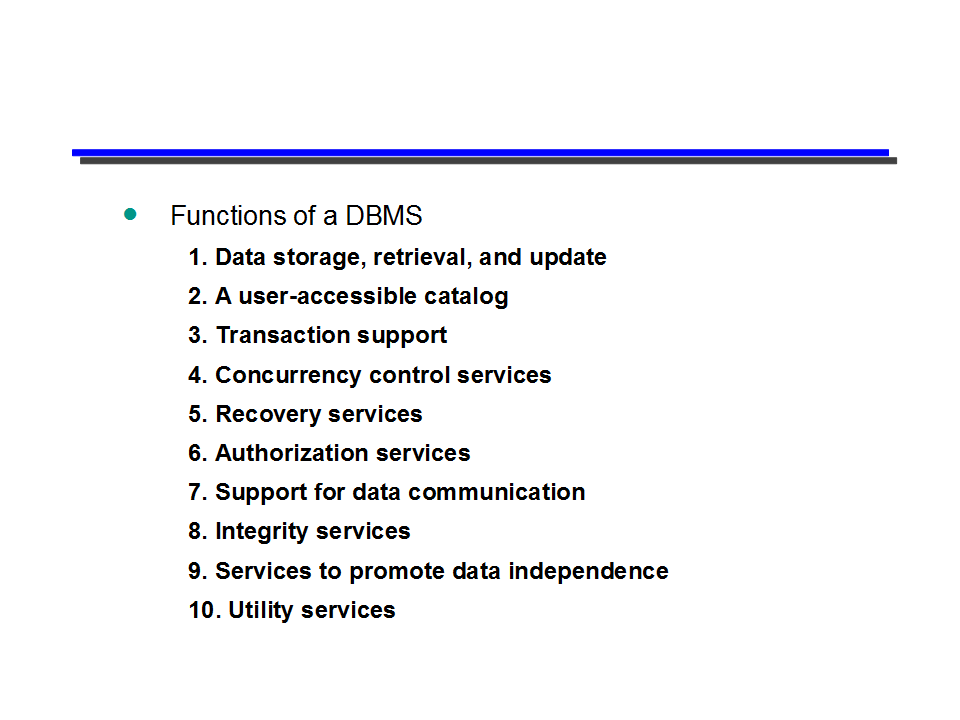 Functions of a DBMS
1. Data storage, retrieval, and update
2. A user-accessible catalog
3. Transaction support
4. Concurrency control services
5. Recovery services
6. Authorization services
7. Support for data communication
8. Integrity services
9. Services to promote data independence
10. Utility services